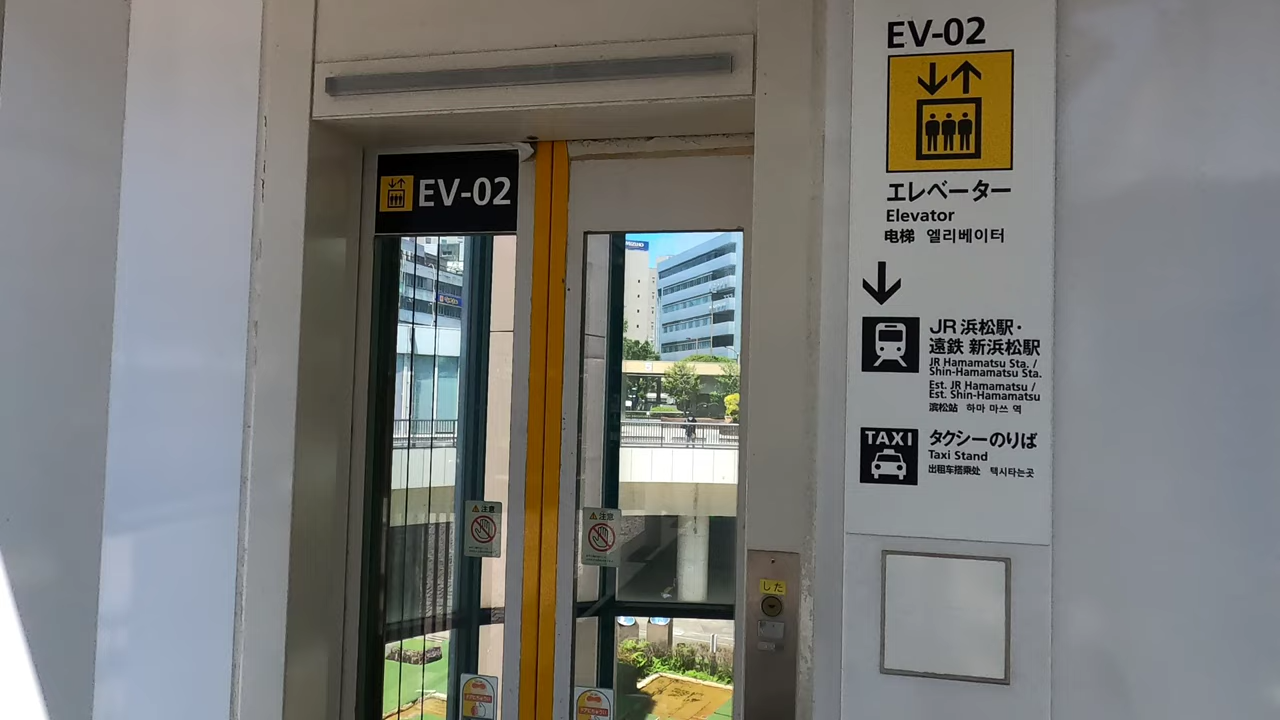 EV-02
エレベーター
Elevator
电梯 엘리베이터
JR 浜松駅・
遠鉄 新浜松駅
JR Hamamatsu Sta. /
Shin-Hamamatsu Sta.
Est. JR Hamamatsu /
Est. Shin-Hamamatsu
滨松站 하마 마쓰 역
TAXI
タクシーのりば
Taxi Stand
出租车搭乘处 택시타는곳
EV-02
注意
注意
した